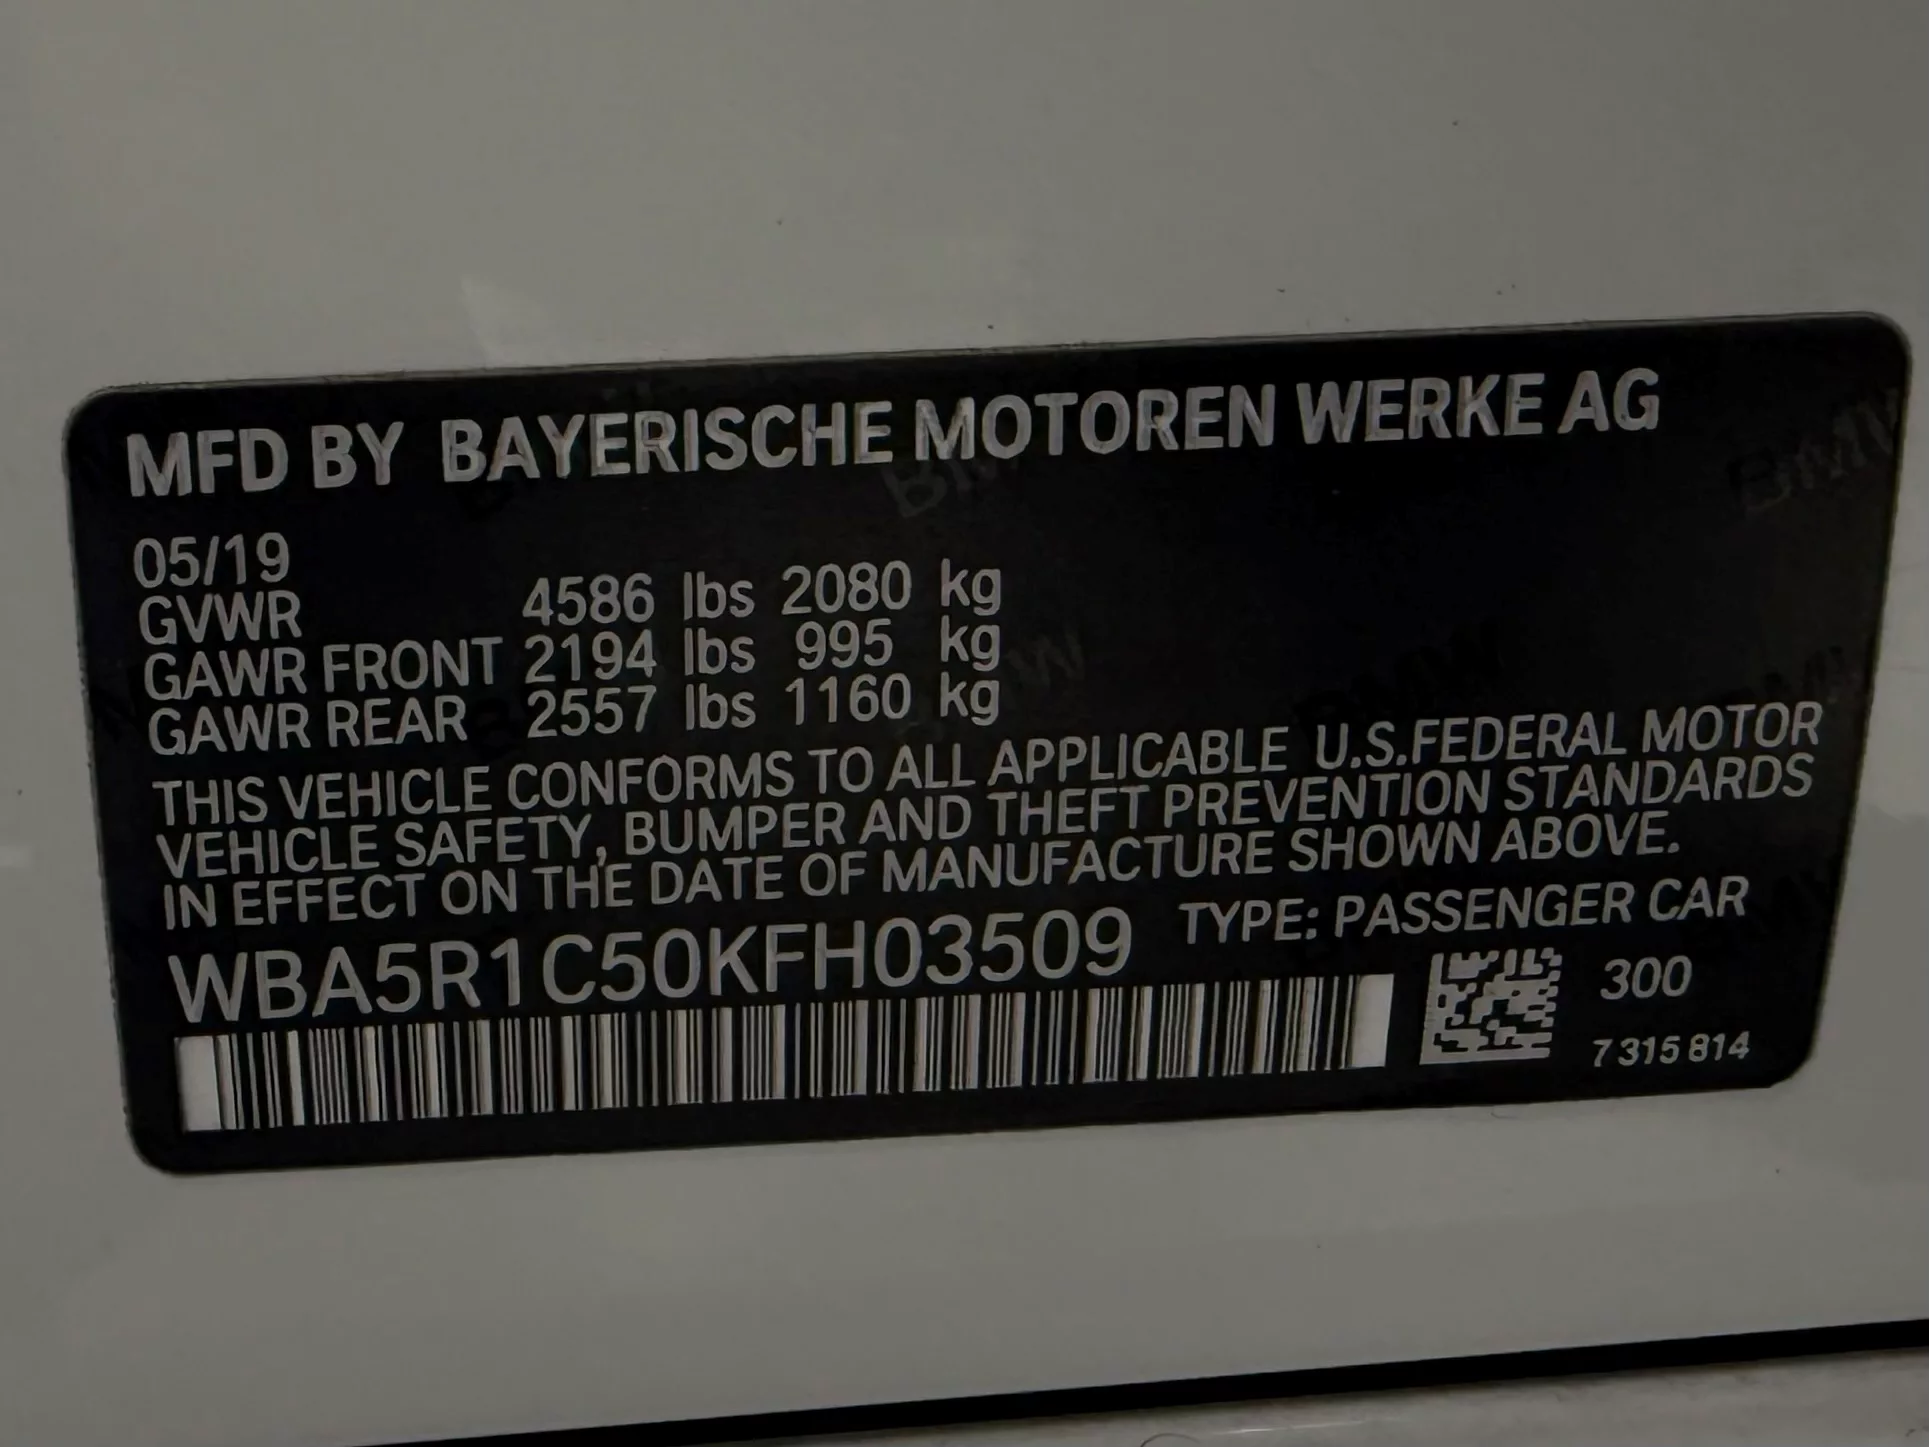 MFD BY BAYERISCHE MOTOREN WERKE AG
05/19
GVWR 4586 lbs 2080 kg
GAWR FRONT 2194 lbs 995 kg
GAWR REAR 2557 lbs 1160 kg
THIS VEHICLE CONFORMS TO ALL APPLICABLE U.S.FEDERAL MOTOR
VEHICLE SAFETY, BUMPER AND THEFT PREVENTION STANDARDS
IN EFFECT ON THE DATE OF MANUFACTURE SHOWN ABOVE.
WBA5R1C50KFH03509 TYPE: PASSENGER CAR
300
7 315 814